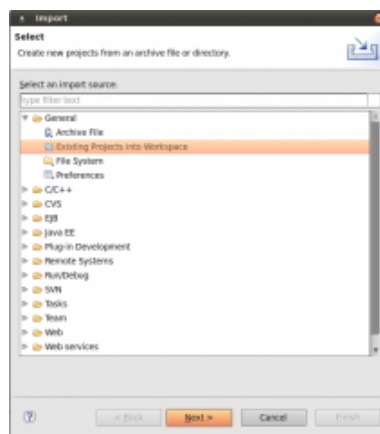 Import
Select
Create new projects from an archive file or directory.
Select an import source:
type filter text
General
Archive File
Existing Projects into Workspace
File System
Preferences
C/C++
CVS
EJB
Java EE
Plug-in Development
Remote Systems
Run/Debug
SVN
Tasks
Team
Web
Web services
< Back
Next >
Cancel
Finish